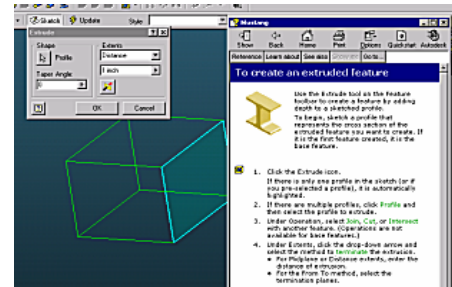 Sketch Update Style
Extrude
Shape Extents
Profile Distance
1 inch
Taper Angle
0
OK Cancel
Mustang
Show Back Home Print Options Quickstart Autodesk
Reference Learn about See also Go to...
To create an extruded feature
Use the Extrude tool on the Feature
toolbar to create a feature by adding
depth to a sketched profile.
To begin, sketch a profile that
represents the cross section of the
extruded feature you want to create. If
it is the first feature created, it is the
base feature.
1. Click the Extrude icon.
If there is only one profile in the sketch (or if
you pre-selected a profile), it is automatically
highlighted.
2. If there are multiple profiles, click Profile and
then select the profile to extrude.
3. Under Operation, select Join, Cut, or Intersect
with another feature. (Operations are not
available for base features.)
4. Under Extents, click the drop-down arrow and
select the method to terminate the extrusion.
• For Midplane or Distance extents, enter the
distance of extrusion.
• For the From To method, select the
termination planes.